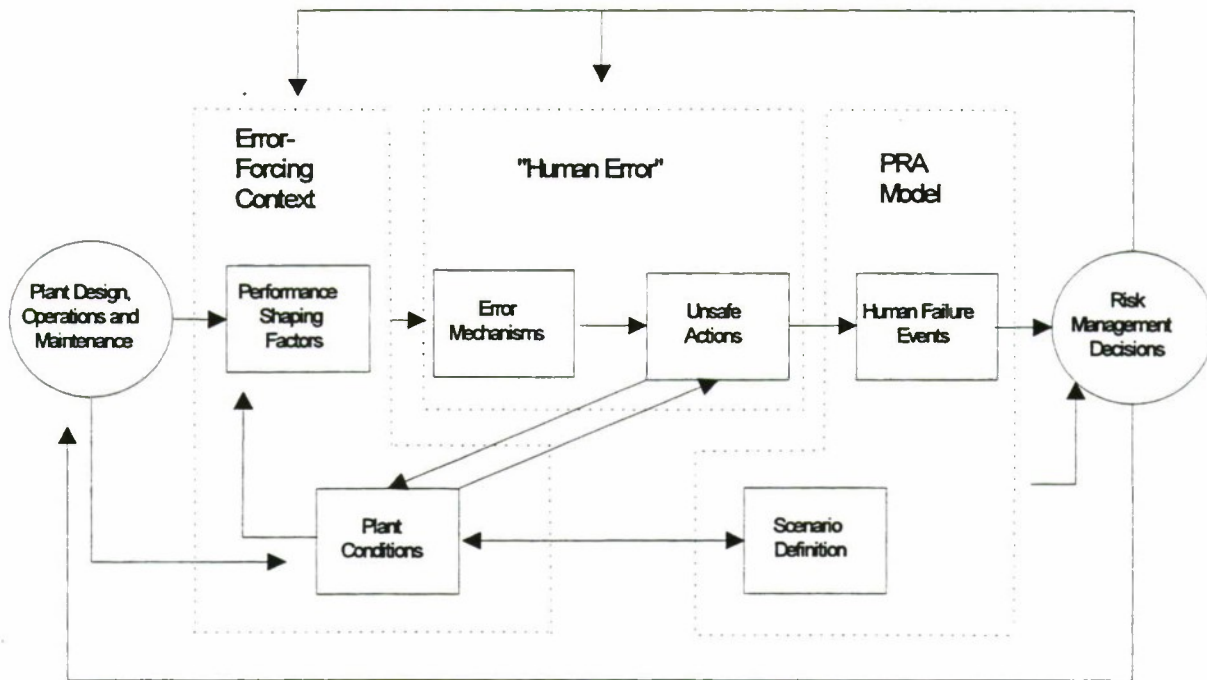 Error-
Forcing
Context
"Human Error"
PRA
Model
Plant Design,
Operations and
Maintenance
Performance
Shaping
Factors
Error
Mechanisms
Unsafe
Actions
Human Failure
Events
Risk
Management
Decisions
Plant
Conditions
Scenario
Definition